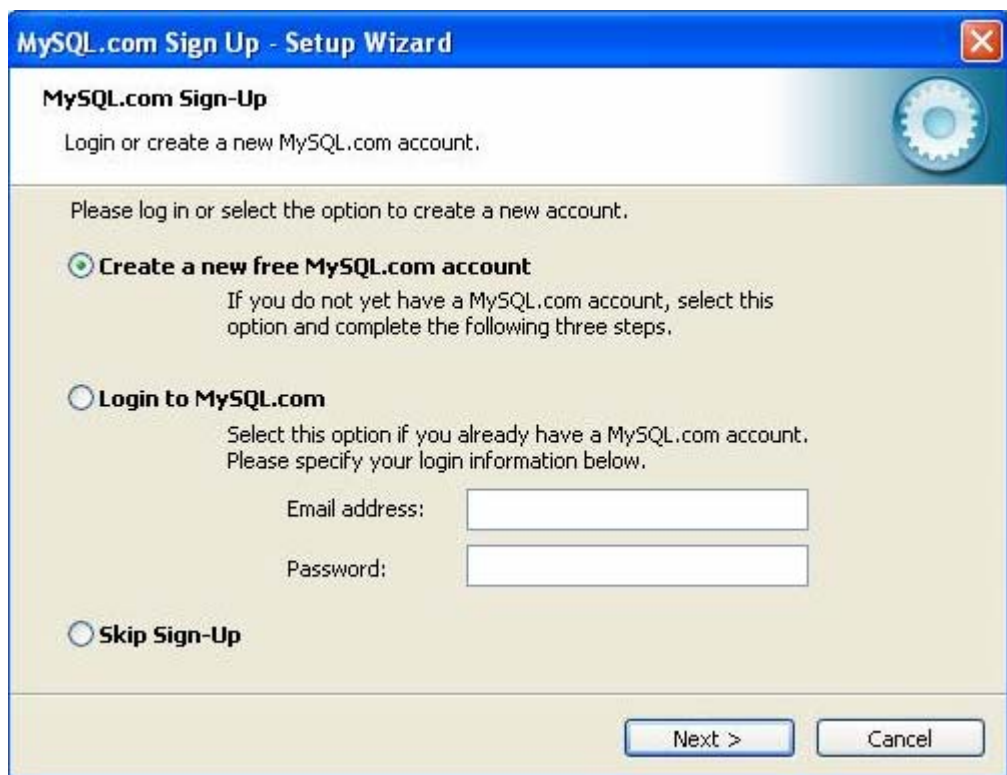 MySQL.com Sign Up - Setup Wizard
MySQL.com Sign-Up
Login or create a new MySQL.com account.
Please log in or select the option to create a new account.
Create a new free MySQL.com account
If you do not yet have a MySQL.com account, select this
option and complete the following three steps.
Login to MySQL.com
Select this option if you already have a MySQL.com account.
Please specify your login information below.
Email address:
Password:
Skip Sign-Up
Next >
Cancel